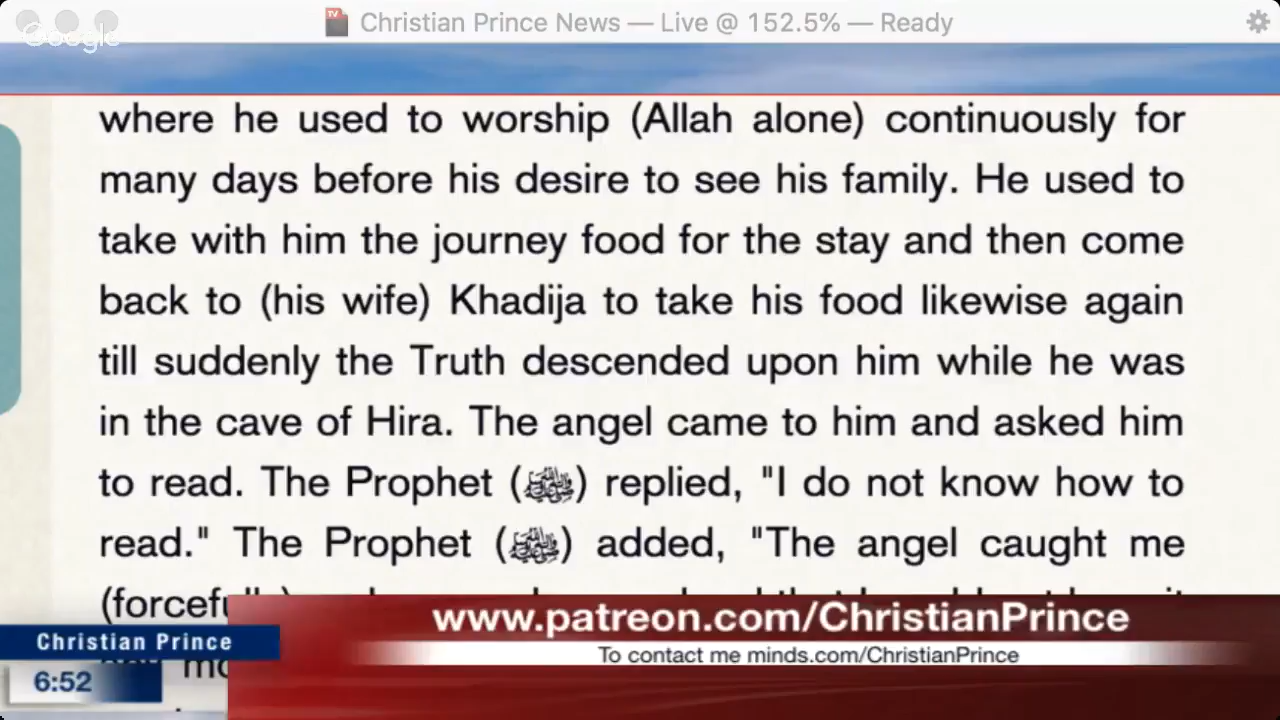 Christian Prince News — Live @ 152.5% — Ready
Google
where he used to worship (Allah alone) continuously for
many days before his desire to see his family. He used to
take with him the journey food for the stay and then come
back to (his wife) Khadija to take his food likewise again
till suddenly the Truth descended upon him while he was
in the cave of Hira. The angel came to him and asked him
to read. The Prophet (ﷺ) replied, "I do not know how to
read." The Prophet (ﷺ) added, "The angel caught me
www.patreon.com/ChristianPrince
To contact me minds.com/ChristianPrince
Christian Prince
6:52